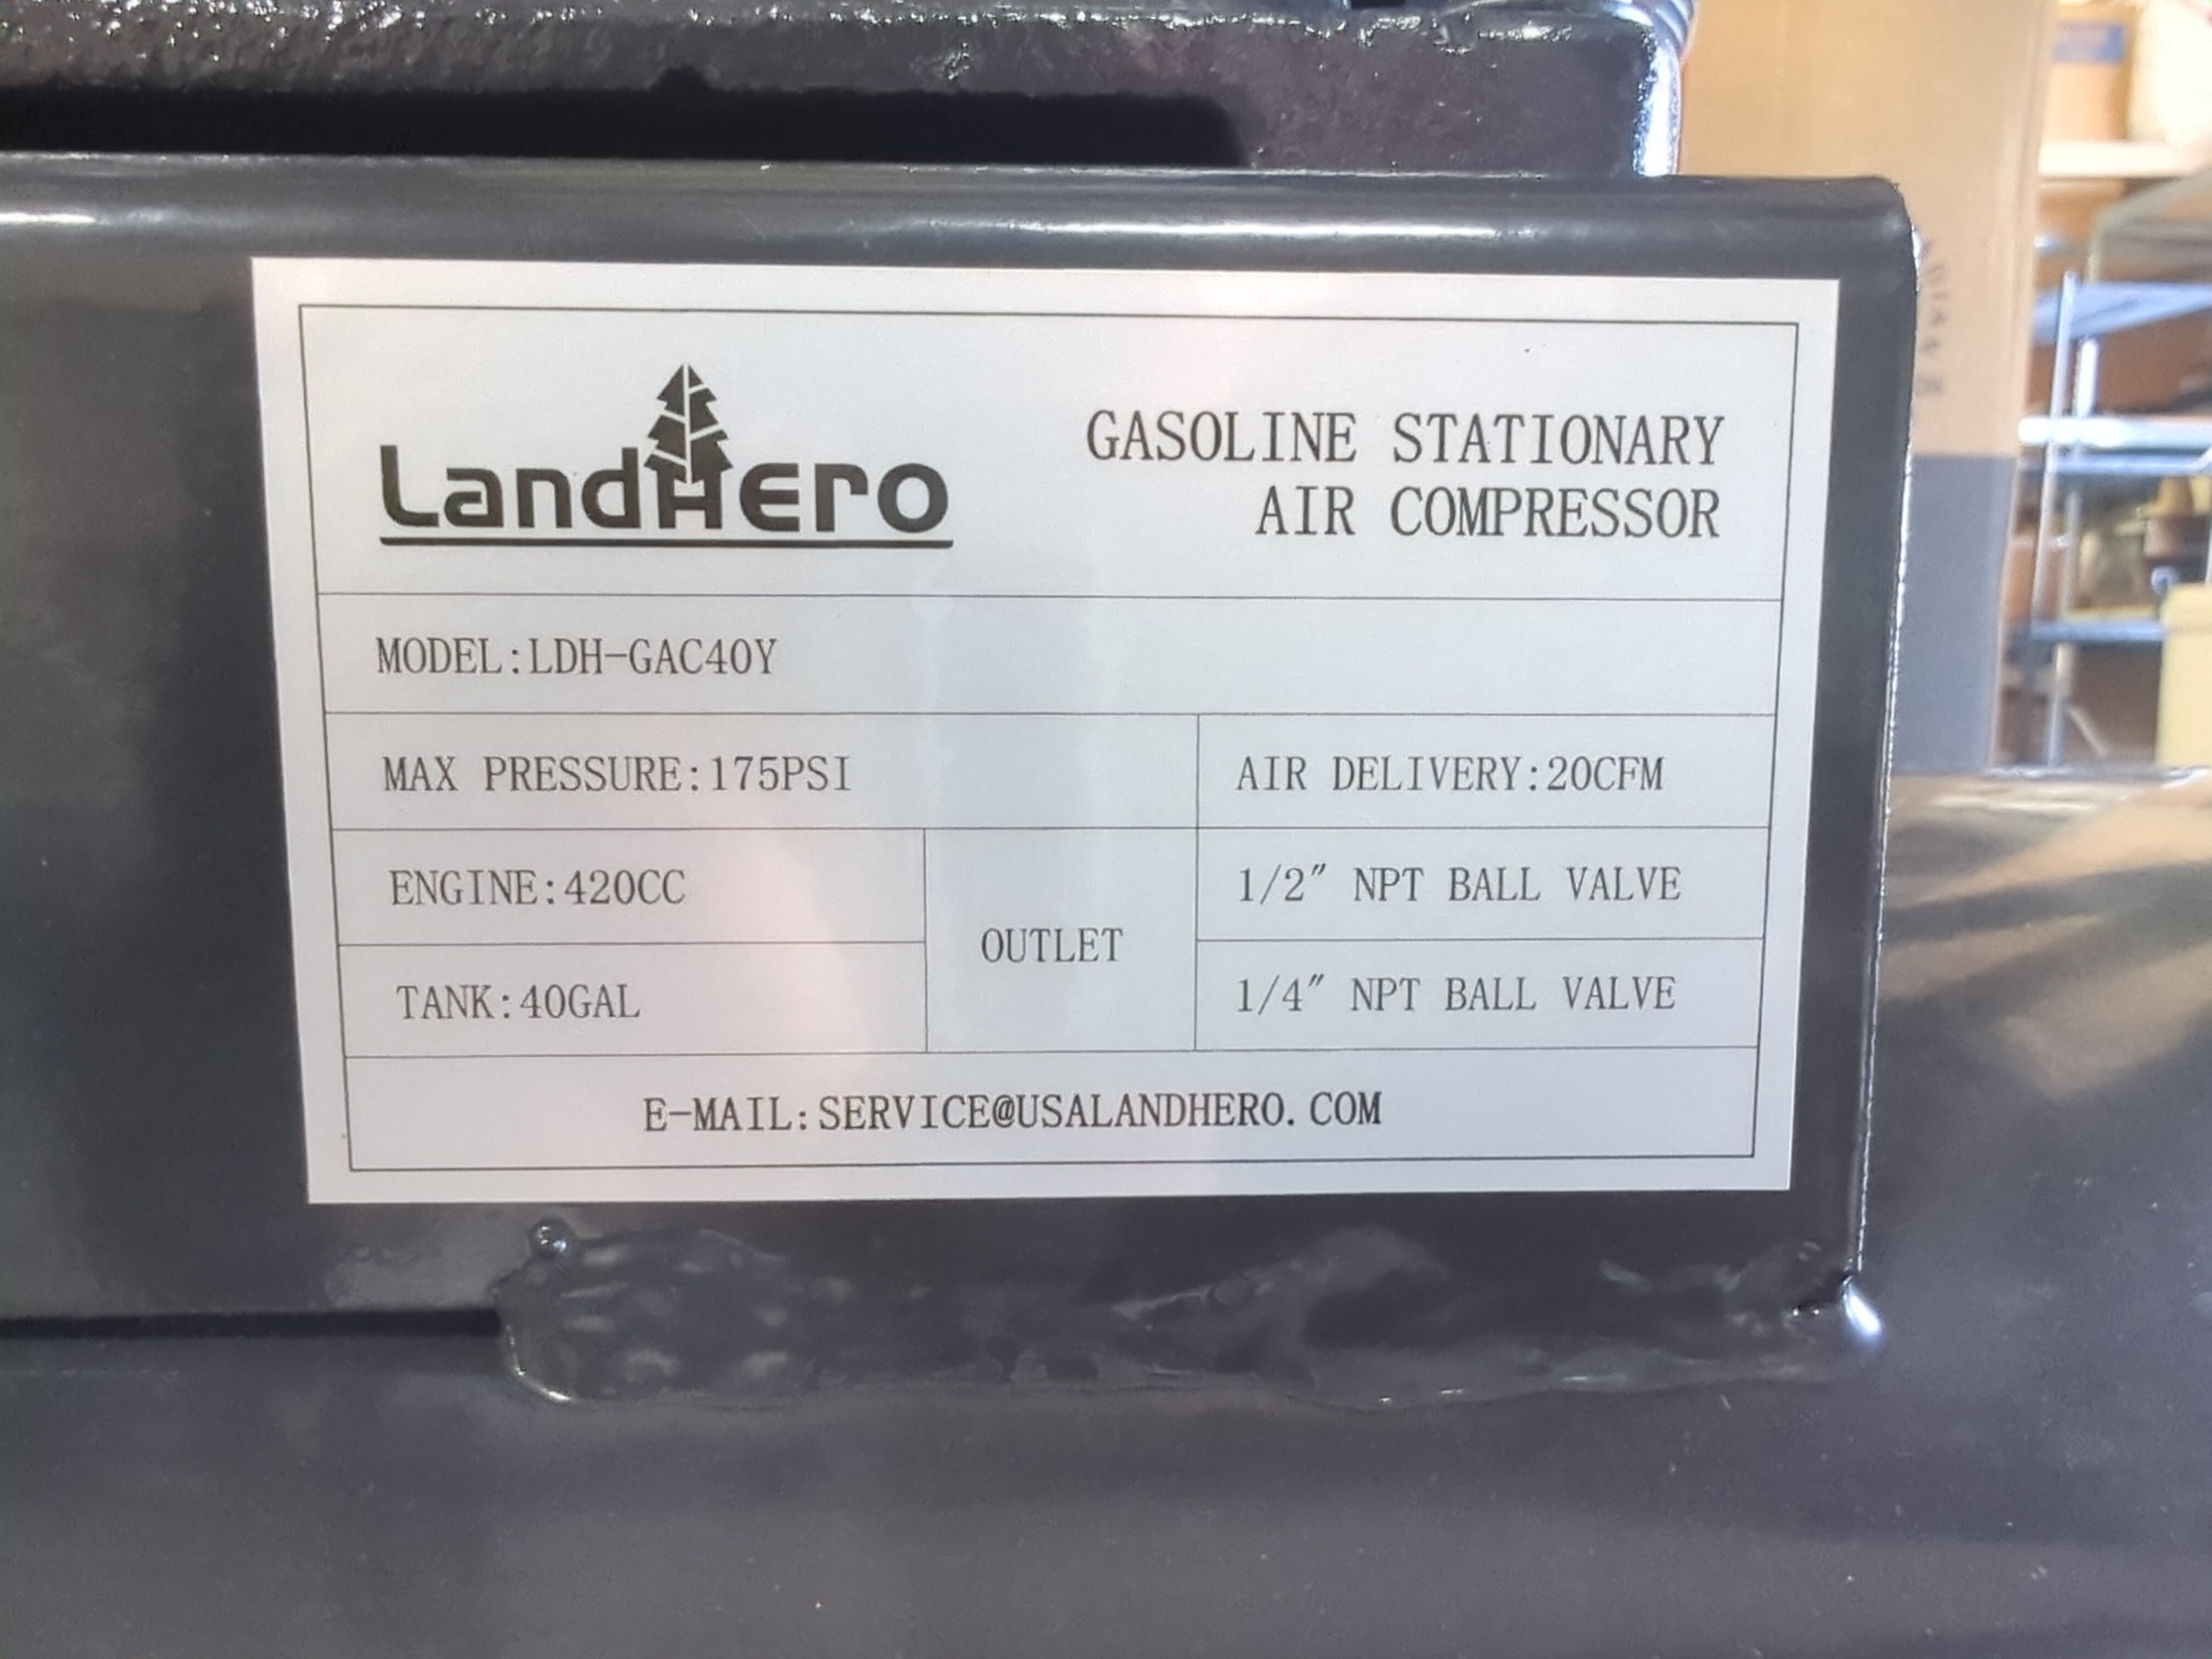 LandHero
GASOLINE STATIONARY
AIR COMPRESSOR
MODEL:LDH-GAC40Y
MAX PRESSURE:175PSI
AIR DELIVERY:20CFM
ENGINE:420CC
TANK:40GAL
OUTLET
1/2" NPT BALL VALVE
1/4" NPT BALL VALVE
E-MAIL:SERVICE@USALANDHERO.COM